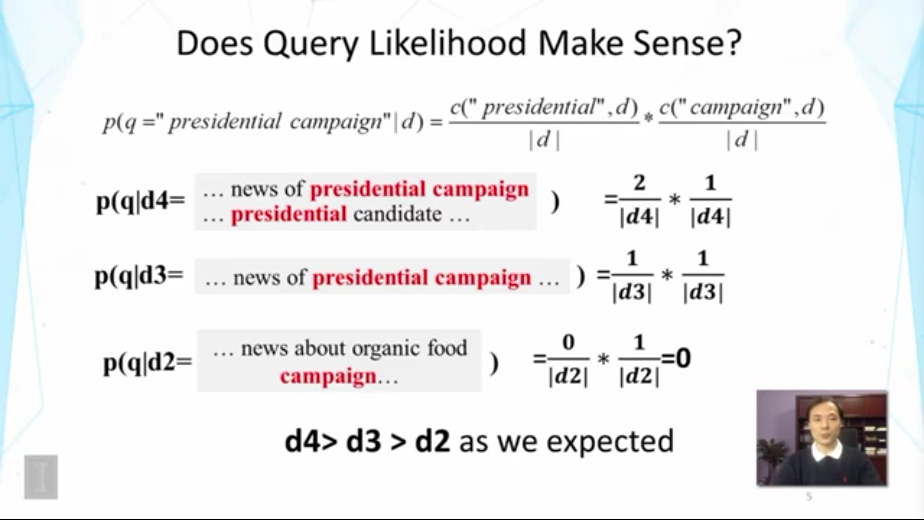 Does Query Likelihood Make Sense?
p(q =" presidential campaign"| d) = c(" presidential", d) / | d | * c(" campaign", d) / | d |
p(q|d4= … news of presidential campaign
… presidential candidate … ) = 2/|d4| * 1/|d4|
p(q|d3= … news of presidential campaign … ) = 1/|d3| * 1/|d3|
p(q|d2= … news about organic food
campaign… ) = 0/|d2| * 1/|d2| =0
d4> d3 > d2 as we expected
I
5